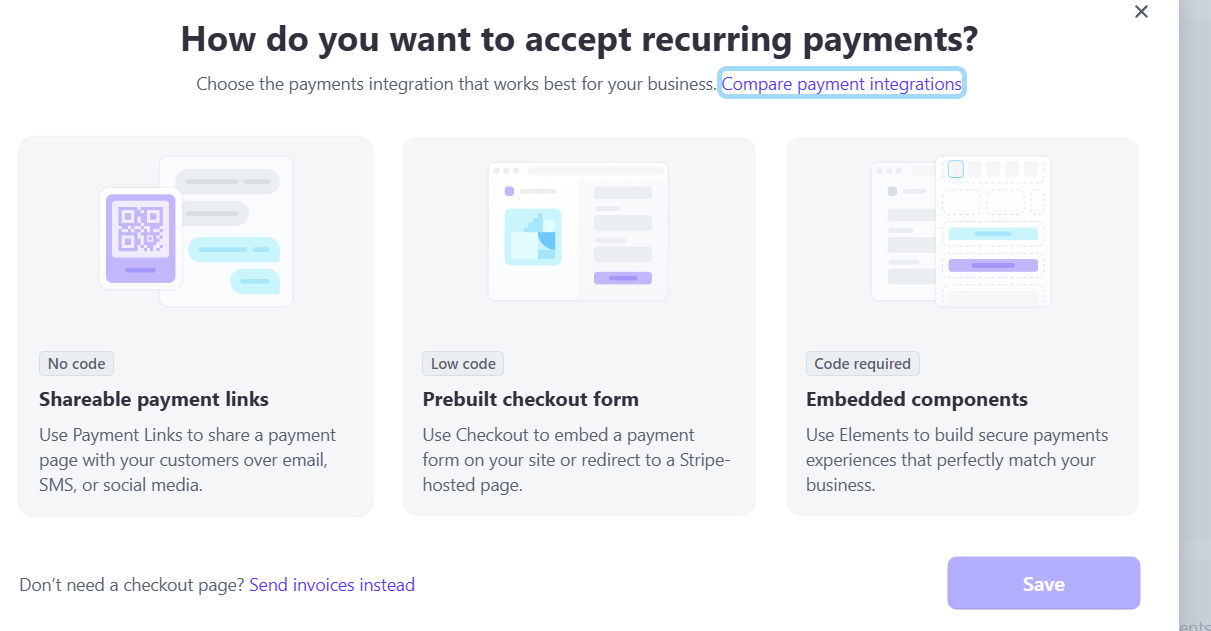 How do you want to accept recurring payments?
Choose the payments integration that works best for your business. Compare payment integrations
No code
Shareable payment links
Use Payment Links to share a payment
page with your customers over email,
SMS, or social media.
Low code
Prebuilt checkout form
Use Checkout to embed a payment
form on your site or redirect to a Stripe-
hosted page.
Code required
Embedded components
Use Elements to build secure payments
experiences that perfectly match your
business.
Don’t need a checkout page? Send invoices instead
Save